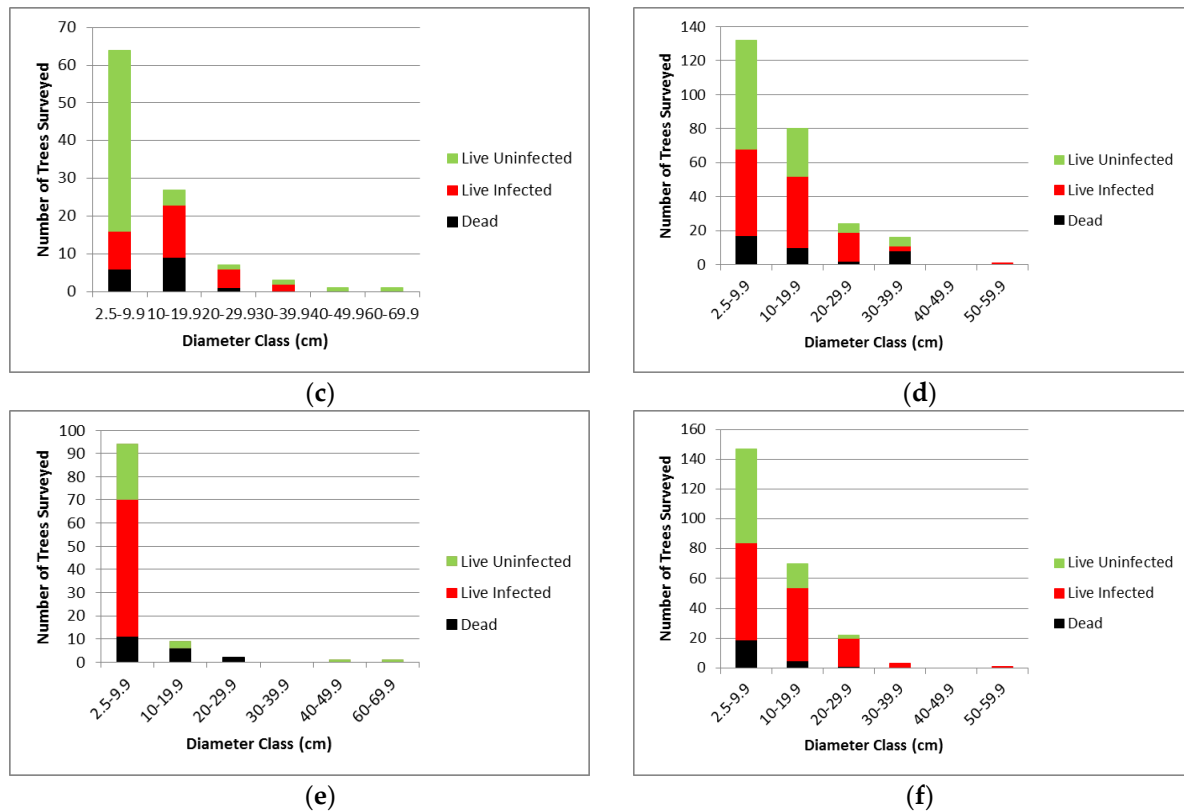 70
60
50
40
30
20
10
0
Number of Trees Surveyed
2.5-9.9 10-19.9 20-29.9 30-39.9 40-49.9 60-69.9
Diameter Class (cm)
Live Uninfected
Live Infected
Dead
(c)
140
120
100
80
60
40
20
0
Number of Trees Surveyed
2.5-9.9
10-19.9
20-29.9
30-39.9
40-49.9
50-59.9
Diameter Class (cm)
Live Uninfected
Live Infected
Dead
(d)
100
90
80
70
60
50
40
30
20
10
0
Number of Trees Surveyed
2.5-9.9
10-19.9
20-29.9
30-39.9
40-49.9
60-69.9
Diameter Class (cm)
Live Uninfected
Live Infected
Dead
(e)
160
140
120
100
80
60
40
20
0
Number of Trees Surveyed
2.5-9.9
10-19.9
20-29.9
30-39.9
40-49.9
50-59.9
Diameter Class (cm)
Live Uninfected
Live Infected
Dead
(f)